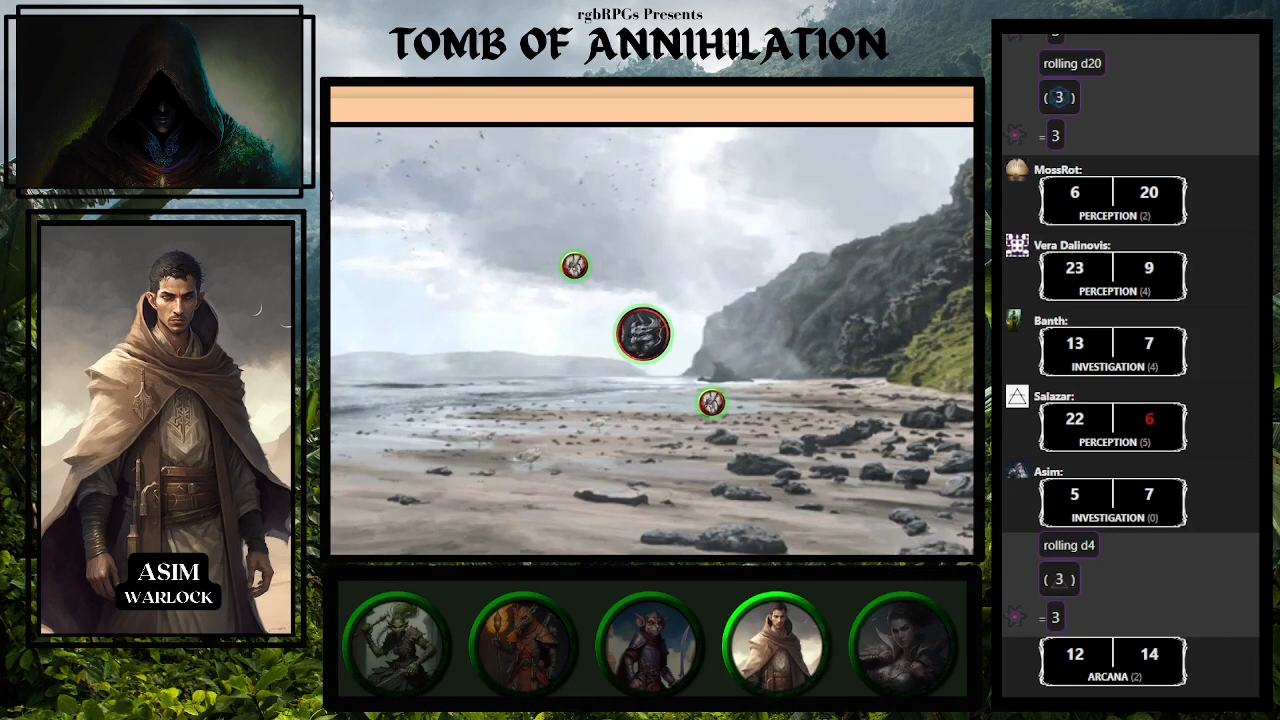 rgbRPGs Presents
TOMB OF ANNIHILATION
ASIM
WARLOCK
rolling d20
( 3 )
= 3
MossRot:
6 20
PERCEPTION (2)
Vera Dalinovis:
23 9
PERCEPTION (4)
Banth:
13 7
INVESTIGATION (4)
Salazar:
22 6
PERCEPTION (5)
Asim:
5 7
INVESTIGATION (0)
rolling d4
( 3 )
= 3
12 14
ARCANA (2)